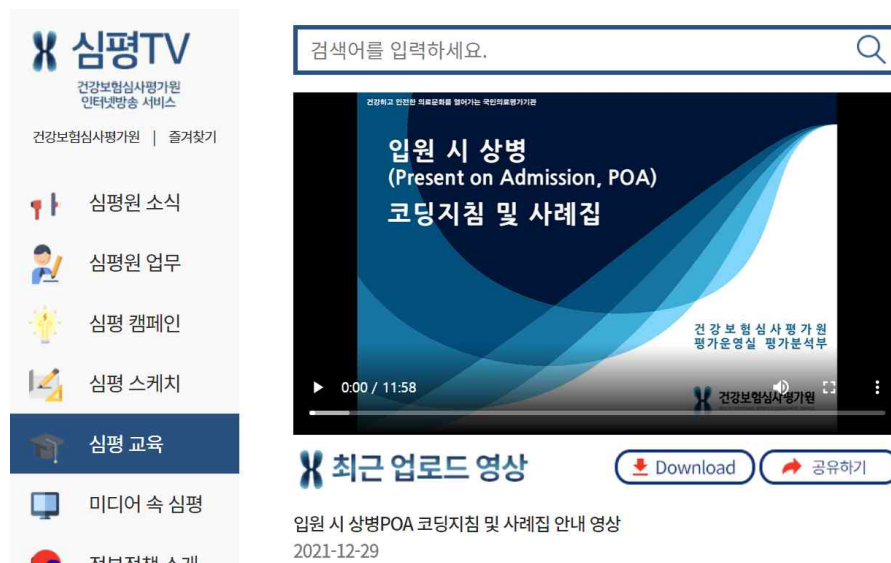 심평TV
건강보험심사평가원
인터넷방송 서비스
건강보험심사평가원 | 즐겨찾기
심평원 소식
심평원 업무
심평 캠페인
심평 스케치
심평 교육
미디어 속 심평
검색어를 입력하세요.
건강하고 안전한 의료문화를 열어가는 국민의료평가기관
입원 시 상병
(Present on Admission, POA)
코딩지침 및 사례집
건강보험심사평가원
평가운영실 평가분석부
0:00 / 11:58
건강보험심사평가원
최근 업로드 영상
Download
공유하기
입원 시 상병POA 코딩지침 및 사례집 안내 영상
2021-12-29